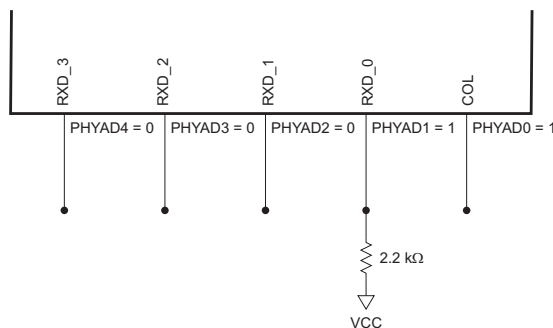 RXD_3
RXD_2
RXD_1
RXD_0
COL
PHYAD4 = 0
PHYAD3 = 0
PHYAD2 = 0
PHYAD1 = 1
PHYAD0 = 1
2.2 kΩ
VCC